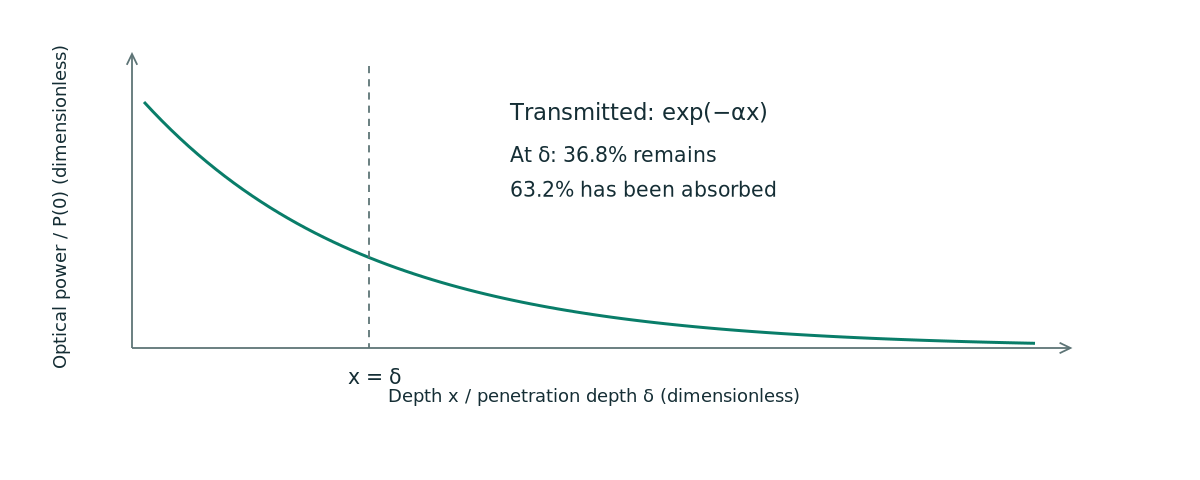 Optical power / P(0) (dimensionless)
Transmitted: exp(−αx)
At δ: 36.8% remains
63.2% has been absorbed
x = δ
Depth x / penetration depth δ (dimensionless)